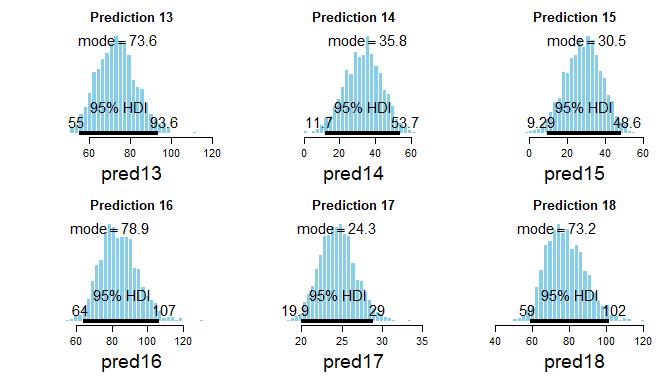 Prediction 13
mode = 73.6
95% HDI
55 93.6
60 80 100 120
pred13
Prediction 14
mode = 35.8
95% HDI
11.7 53.7
0 20 40 60
pred14
Prediction 15
mode = 30.5
95% HDI
9.29 48.6
0 20 40 60
pred15
Prediction 16
mode = 78.9
95% HDI
64 107
60 80 100 120
pred16
Prediction 17
mode = 24.3
95% HDI
19.9 29
20 25 30 35
pred17
Prediction 18
mode = 73.2
95% HDI
59 102
40 60 80 100 120
pred18